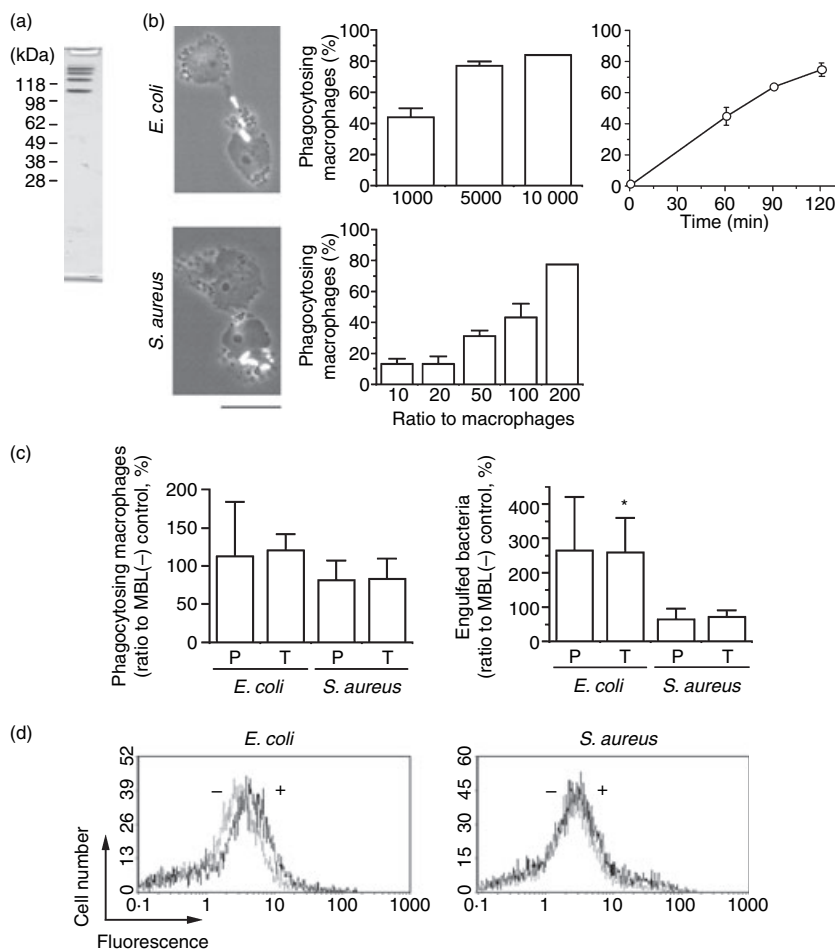 (a)
(kDa)
118
98
62
49
38
28
(b)
E. coli
S. aureus
Phagocytosing
macrophages (%)
100
80
60
40
20
0
1000 5000 10 000
100
80
60
40
20
0
0 30 60 90 120
Time (min)
Phagocytosing
macrophages (%)
100
80
60
40
20
0
10 20 50 100 200
Ratio to macrophages
(c)
Phagocytosing macrophages
(ratio to MBL(−) control, %)
200
150
100
50
0
P T P T
E. coli S. aureus
Engulfed bacteria
(ratio to MBL(−) control, %)
400
300
250
200
100
50
0
*
P T P T
E. coli S. aureus
(d)
E. coli
52
39
26
13
0
− +
0·1 1 10 100 1000
Cell number
Fluorescence
S. aureus
60
45
30
15
0
− +
0·1 1 10 100 1000